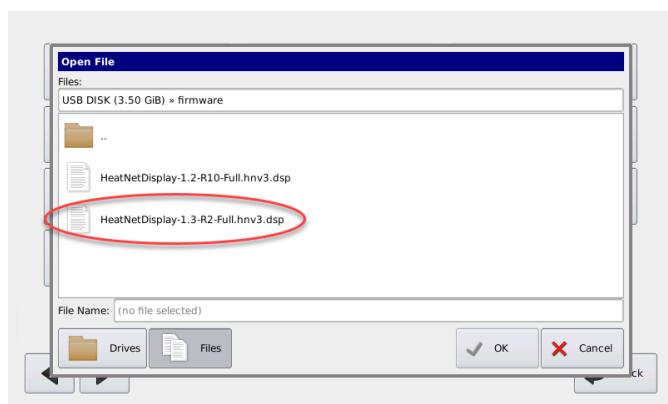 Open File
Files:
USB DISK (3.50 GiB) » firmware
..
HeatNetDisplay-1.2-R10-Full.hnv3.dsp
HeatNetDisplay-1.3-R2-Full.hnv3.dsp
File Name: (no file selected)
Drives Files OK Cancel
ck